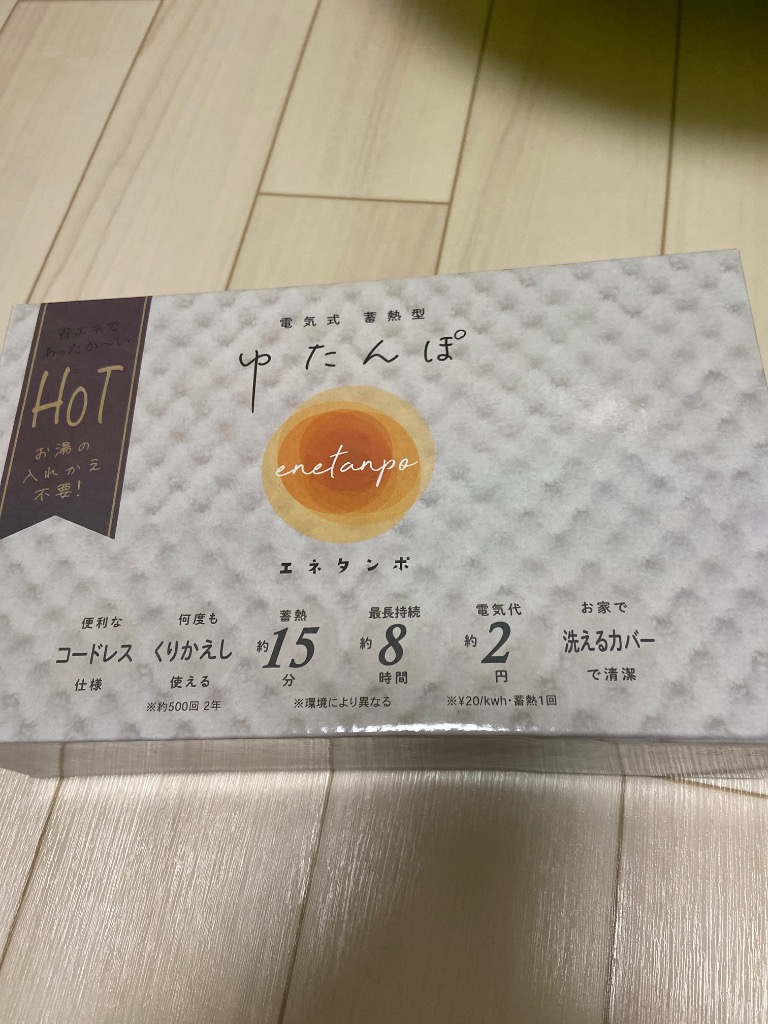 省エネで
あったか〜い
HOT
お湯の
入れかえ
不要!
電気式 蓄熱型
ゆたんぽ
enetanpo
エネタンポ
便利な
コードレス
仕様
何度も
くりかえし
使える
※約500回 2年
蓄熱
約15
分
最長持続
約8
時間
※環境により異なる
電気代
約2
円
※¥20/kwh・蓄熱1回
お家で
洗えるカバー
で清潔